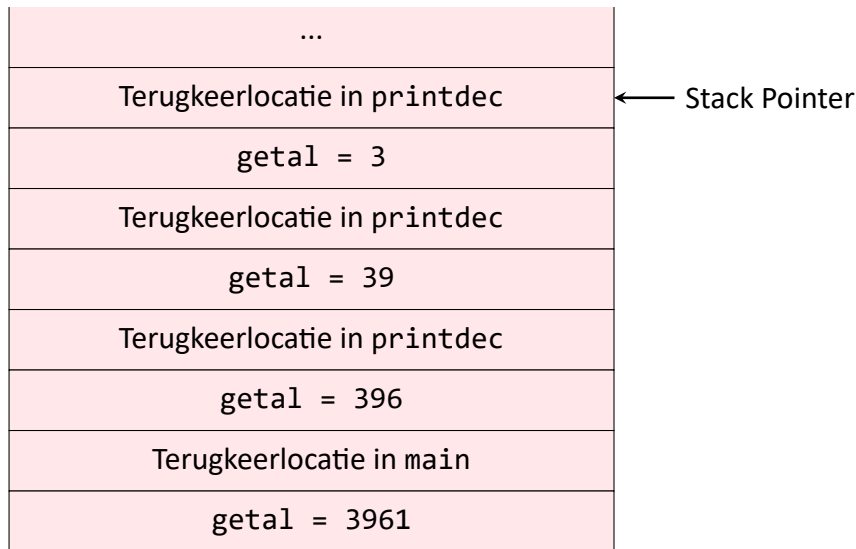 ...
Terugkeerlocatie in printdec
Stack Pointer
getal = 3
Terugkeerlocatie in printdec
getal = 39
Terugkeerlocatie in printdec
getal = 396
Terugkeerlocatie in main
getal = 3961